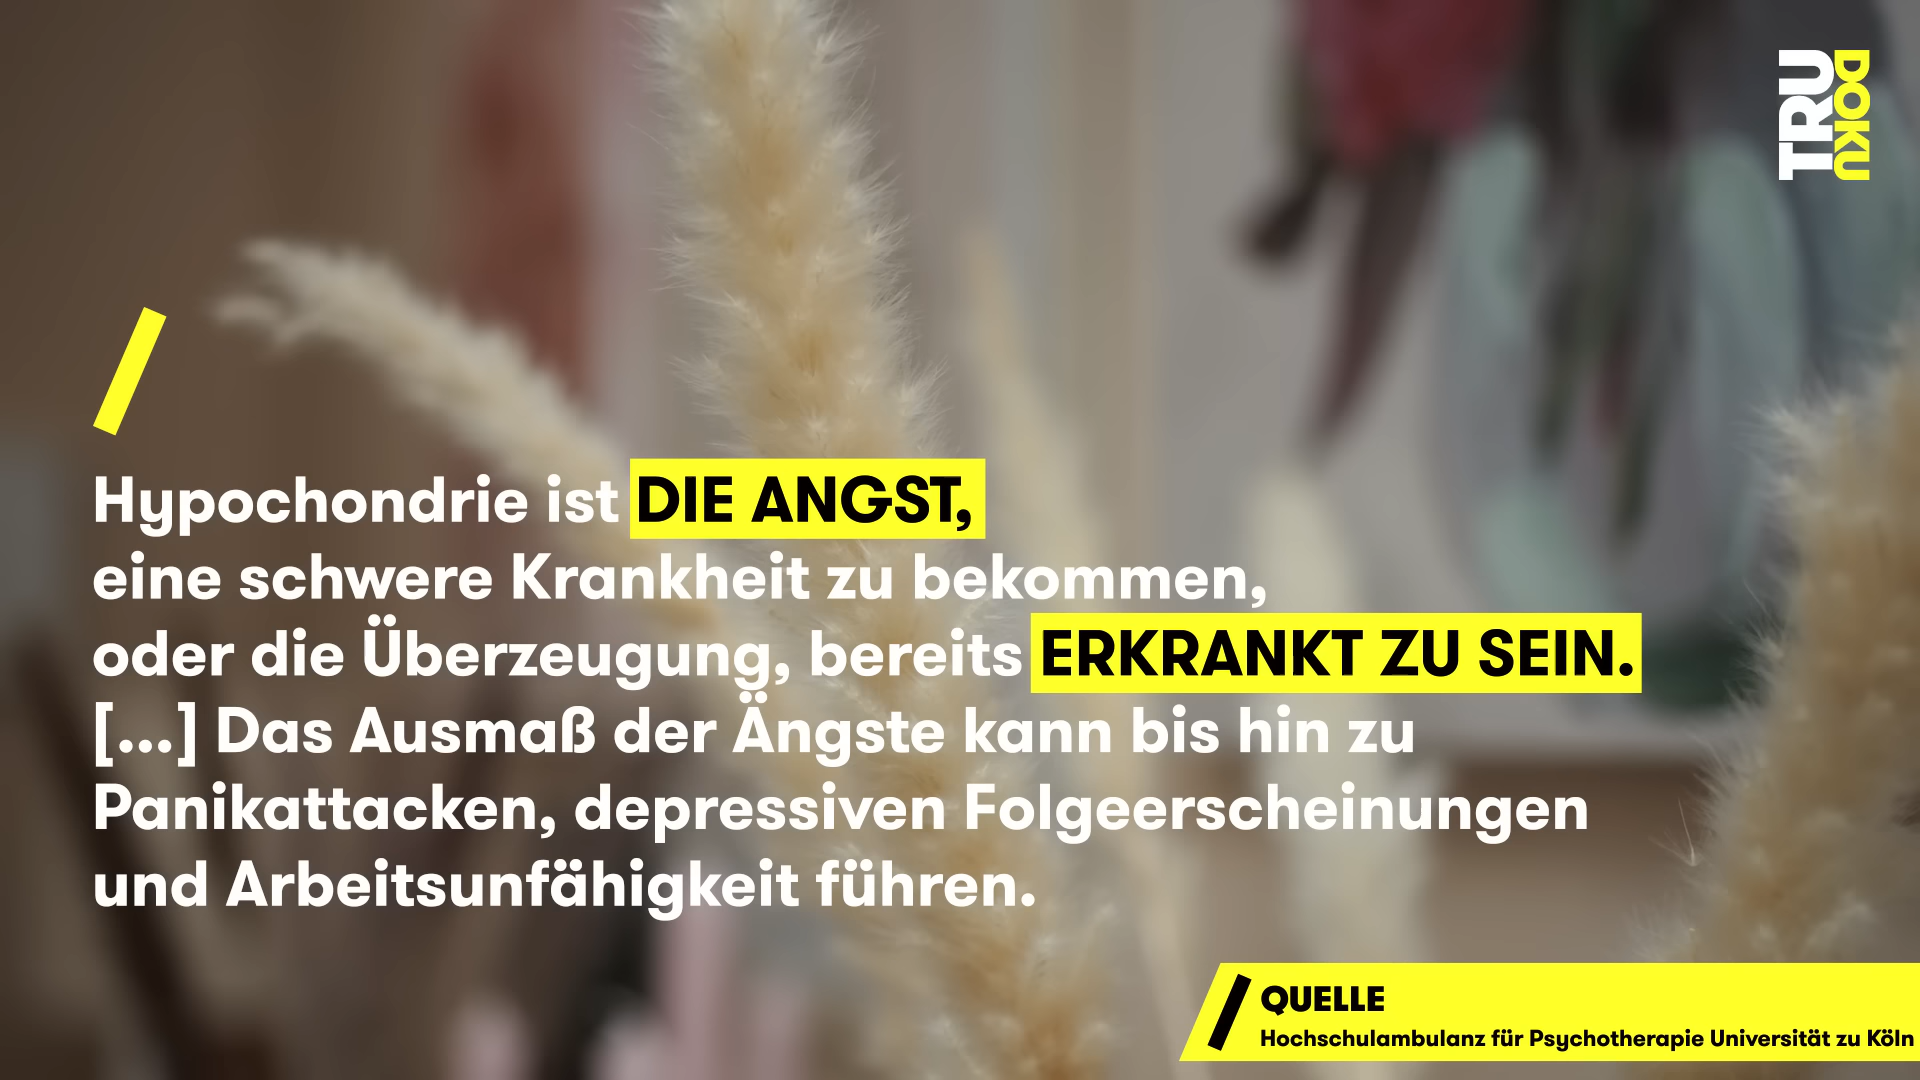 TRU
DOKU
Hypochondrie ist DIE ANGST,
eine schwere Krankheit zu bekommen,
oder die Überzeugung, bereits ERKRANKT ZU SEIN.
[...] Das Ausmaß der Ängste kann bis hin zu
Panikattacken, depressiven Folgeerscheinungen
und Arbeitsunfähigkeit führen.
QUELLE
Hochschulambulanz für Psychotherapie Universität zu Köln